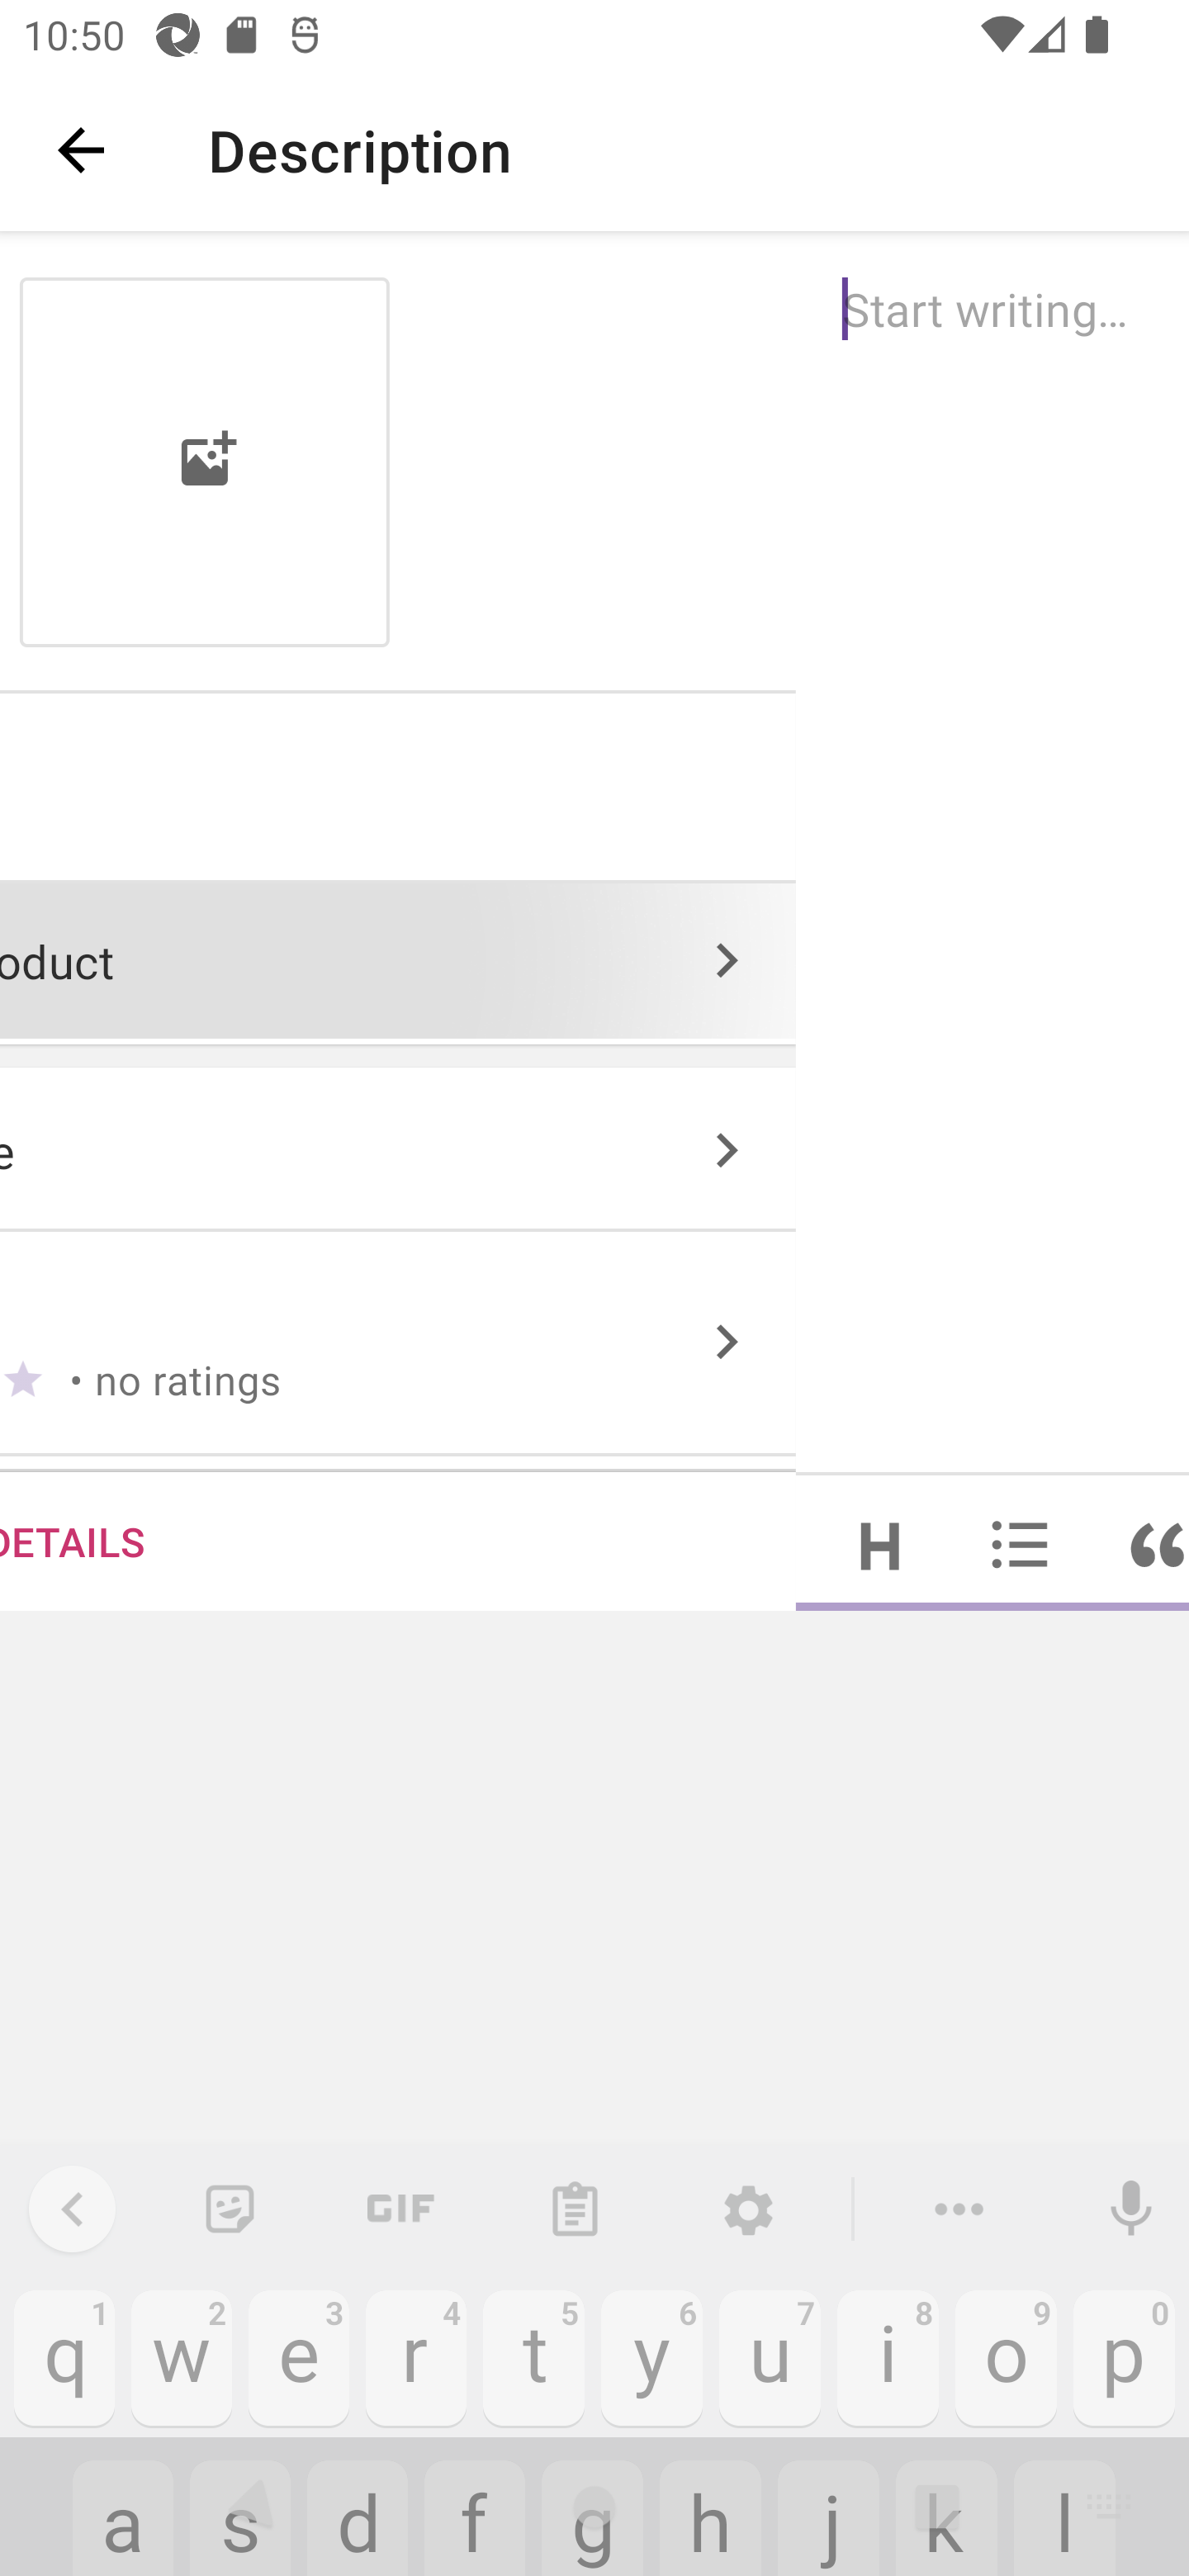 10:50
Description
Start writing…
oduct
e
• no ratings
DETAILS
GIF
1 2 3 4 5 6 7 8 9 0
q w e r t y u i o p
a s d f g h j k l